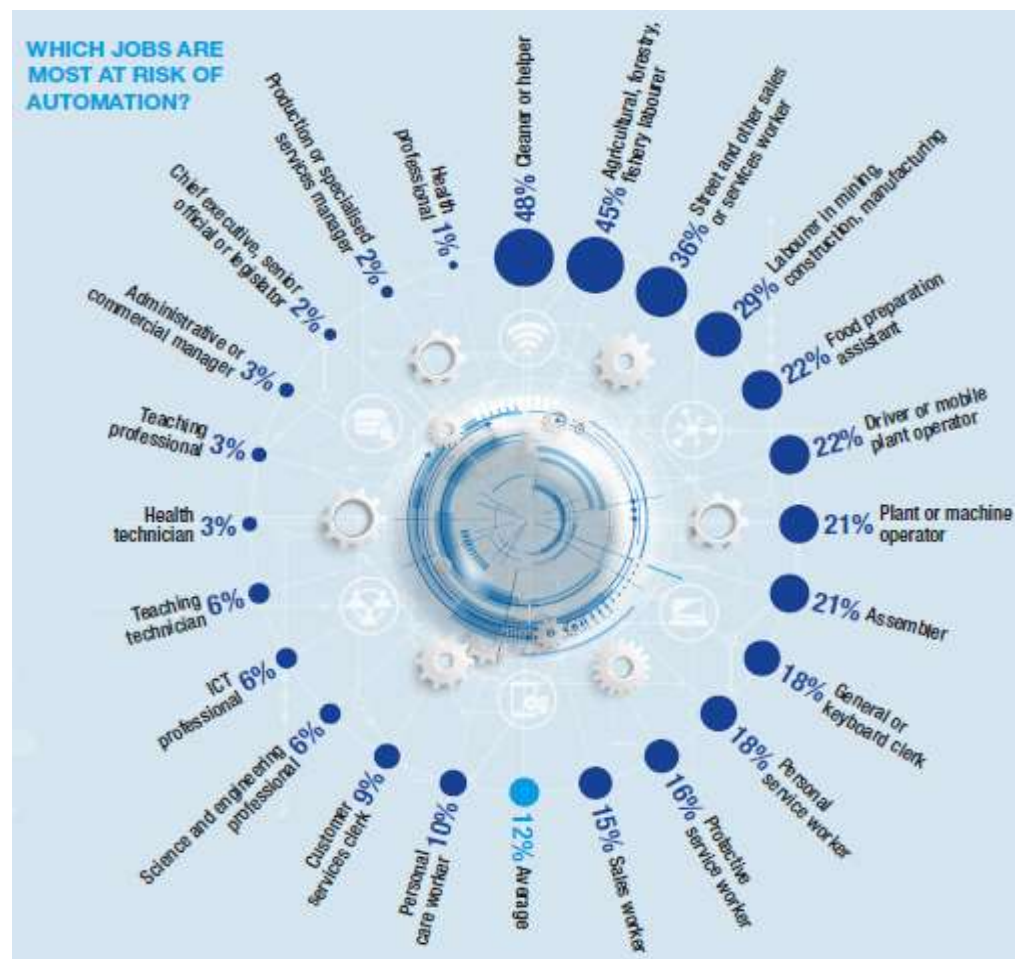 WHICH JOBS ARE
MOST AT RISK OF
AUTOMATION?
48% Cleaner or helper
45% Agricultural, forestry,
fishery labourer
36% Street and other sales
or services worker
29% Labourer in mining,
construction, manufacturing
22% Food preparation
assistant
22% Driver or mobile
plant operator
21% Plant or machine
operator
21% Assembler
18% General or
keyboard clerk
18% Personal
service worker
16% Protective
service worker
15% Sales worker
12% Average
Personal
care worker 10%
Customer
services clerk 9%
Science and engineering
professional 6%
ICT
professional 6%
Teaching
technician 6%
Health
technician 3%
Teaching
professional 3%
Administrative or
commercial manager 3%
Chief executive, senior
official or legislator 2%
Production or specialised
services manager 2%
Health
professional 1%